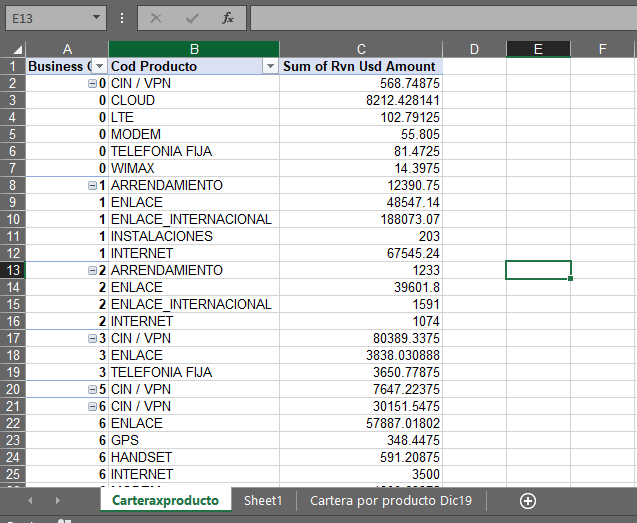 E13 fx
A B C D E F
1 Business C Cod Producto Sum of Rvn Usd Amount
2 0 CIN / VPN 568.74875
3 0 CLOUD 8212.428141
4 0 LTE 102.79125
5 0 MODEM 55.805
6 0 TELEFONIA FIJA 81.4725
7 0 WIMAX 14.3975
8 1 ARRENDAMIENTO 12390.75
9 1 ENLACE 48547.14
10 1 ENLACE_INTERNACIONAL 188073.07
11 1 INSTALACIONES 203
12 1 INTERNET 67545.24
13 2 ARRENDAMIENTO 1233
14 2 ENLACE 39601.8
15 2 ENLACE_INTERNACIONAL 1591
16 2 INTERNET 1074
17 3 CIN / VPN 80389.3375
18 3 ENLACE 3838.030888
19 3 TELEFONIA FIJA 3650.77875
20 5 CIN / VPN 7647.22375
21 6 CIN / VPN 30151.5475
22 6 ENLACE 57887.01802
23 6 GPS 348.4475
24 6 HANDSET 591.20875
25 6 INTERNET 3500
Carteraxproducto Sheet1 Cartera por producto Dic19